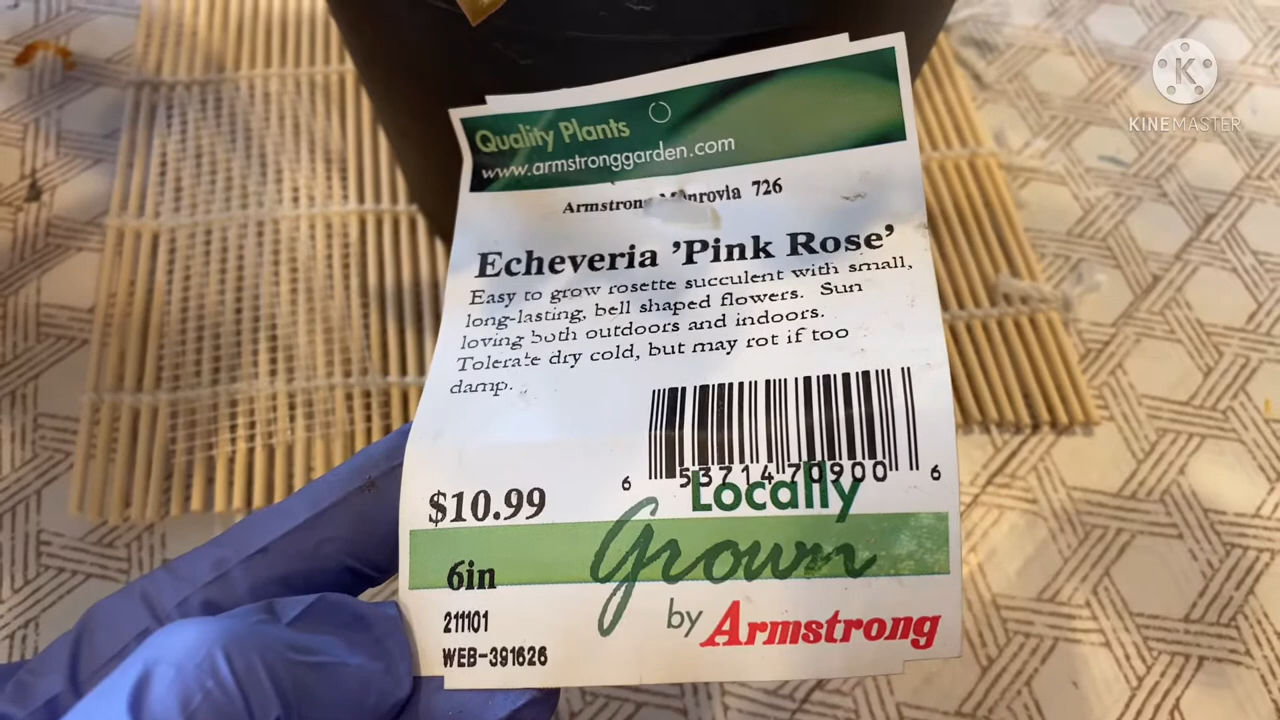 Quality Plants
www.armstronggarden.com
726
Echeveria 'Pink Rose'
Easy to grow rosette succulent with small,
long-lasting, bell shaped flowers. Sun
loving both outdoors and indoors.
Tolerate dry cold, but may rot if too
damp.
6 53714 70900 6
$10.99
Locally
Grown
6in
by Armstrong
211101
WEB-391626
K
KINEMASTER